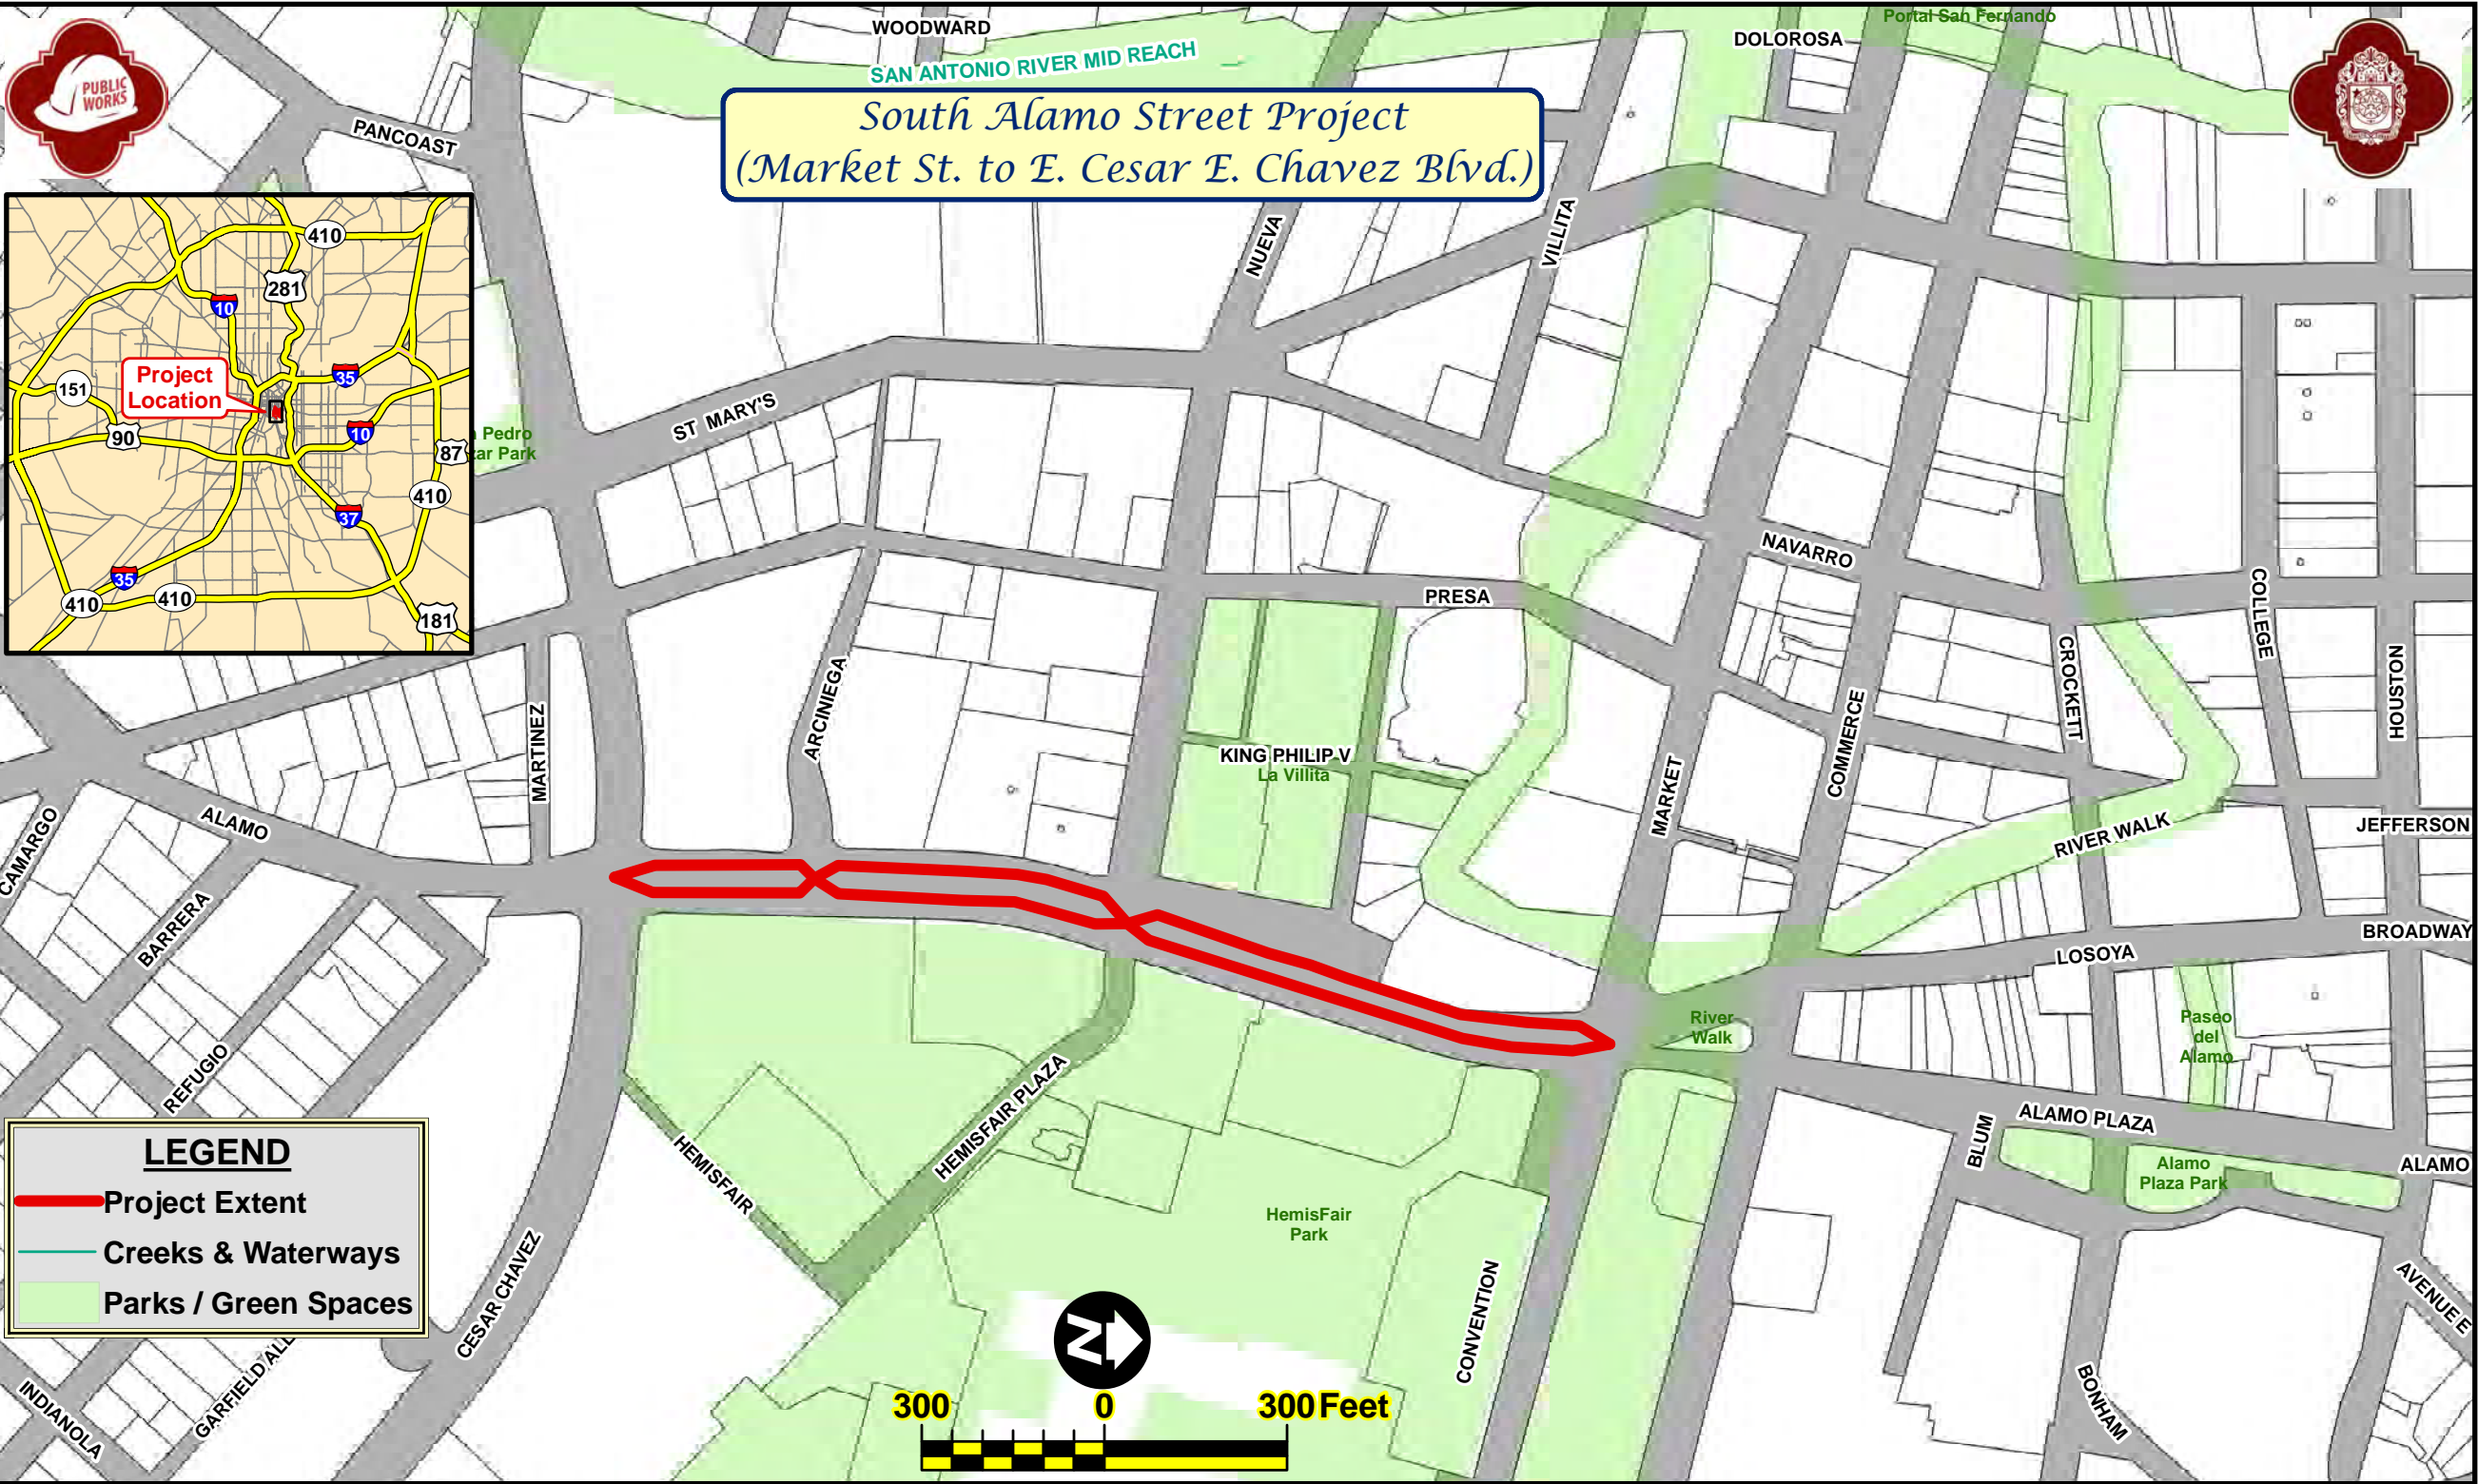 WOODWARD
Portal San Fernando
DOLOROSA
SAN ANTONIO RIVER MID REACH
PUBLIC
WORKS
South Alamo Street Project
(Market St. to E. Cesar E. Chavez Blvd.)
PANCOAST
NUEVA
VILLITA
410
281
10
35
151
Project
Location
90
10
87
410
37
35
410
410
181
Pedro
ar Park
ST MARY'S
NAVARRO
PRESA
COLLEGE
CROCKETT
HOUSTON
MARTINEZ
ARCINIEGA
KING PHILIP V
La Villita
MARKET
COMMERCE
CAMARGO
ALAMO
RIVER WALK
JEFFERSON
BARRERA
BROADWAY
LOSOYA
River
Walk
Paseo
del
Alamo
REFUGIO
HEMISFAIR PLAZA
HEMISFAIR
ALAMO PLAZA
BLUM
Alamo
Plaza Park
ALAMO
HemisFair
Park
LEGEND
Project Extent
Creeks & Waterways
Parks / Green Spaces
CESAR CHAVEZ
CONVENTION
AVENUE E
INDIANOLA
GARFIELD ALL
BONHAM
N
300 0 300 Feet